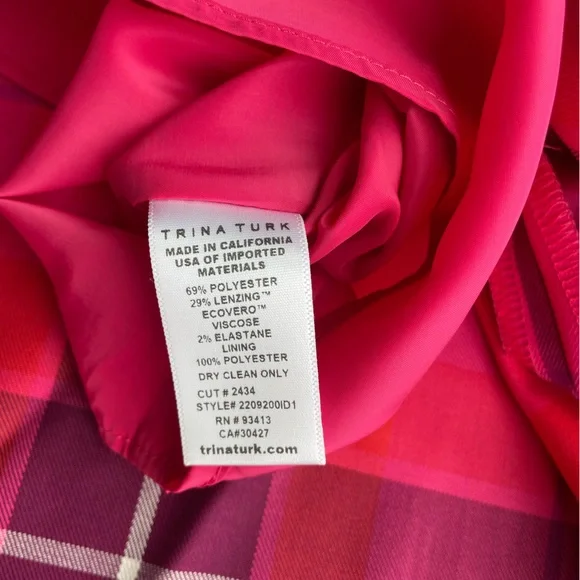 TRINA TURK
MADE IN CALIFORNIA
USA OF IMPORTED
MATERIALS
69% POLYESTER
29% LENZING™
ECOVERO™
VISCOSE
2% ELASTANE
LINING
100% POLYESTER
DRY CLEAN ONLY
CUT # 2434
STYLE# 2209200ID1
RN # 93413
CA#30427
trinaturk.com